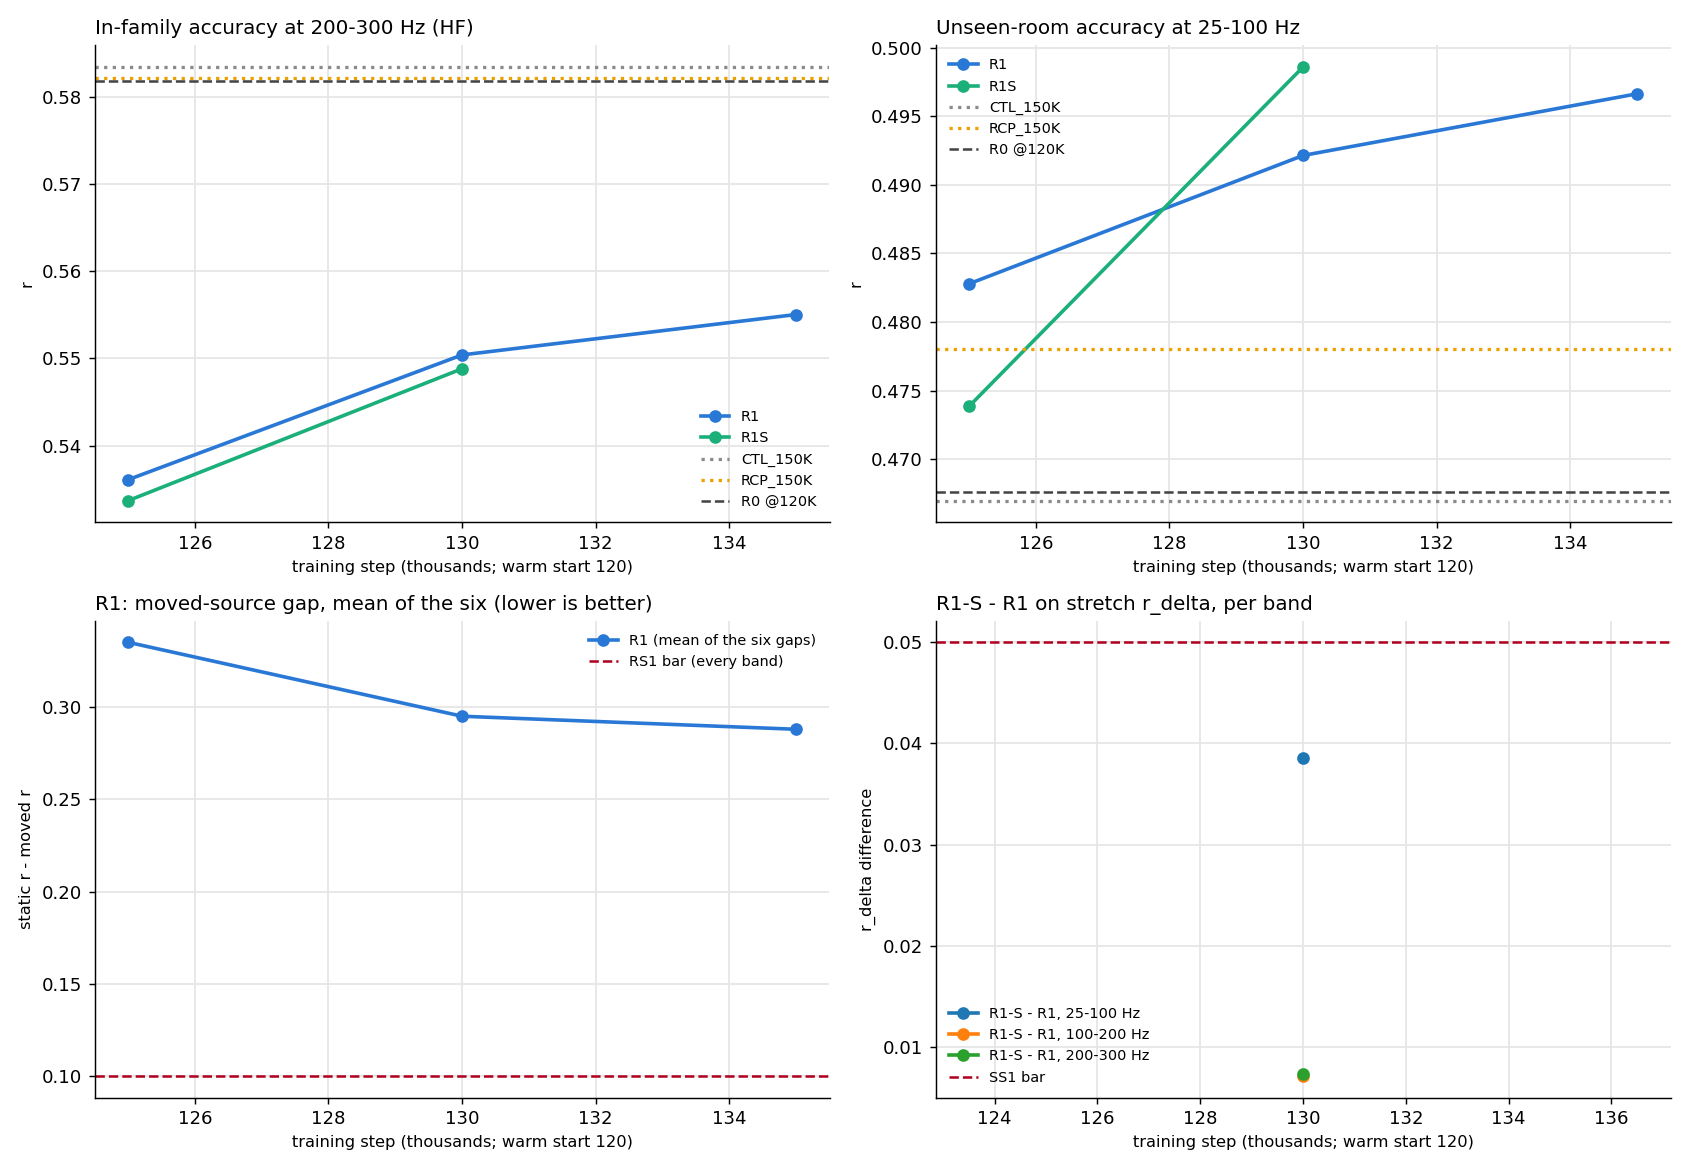 In-family accuracy at 200-300 Hz (HF)
0.58
0.57
0.56
0.55
0.54
r
126
128
130
132
134
training step (thousands; warm start 120)
R1
R1S
CTL_150K
RCP_150K
R0 @120K
Unseen-room accuracy at 25-100 Hz
0.500
0.495
0.490
0.485
0.480
0.475
0.470
r
126
128
130
132
134
training step (thousands; warm start 120)
R1
R1S
CTL_150K
RCP_150K
R0 @120K
R1: moved-source gap, mean of the six (lower is better)
0.30
0.25
0.20
0.15
0.10
static r - moved r
126
128
130
132
134
training step (thousands; warm start 120)
R1 (mean of the six gaps)
RS1 bar (every band)
R1-S - R1 on stretch r_delta, per band
0.05
0.04
0.03
0.02
0.01
r_delta difference
124
126
128
130
132
134
136
training step (thousands; warm start 120)
R1-S - R1, 25-100 Hz
R1-S - R1, 100-200 Hz
R1-S - R1, 200-300 Hz
SS1 bar